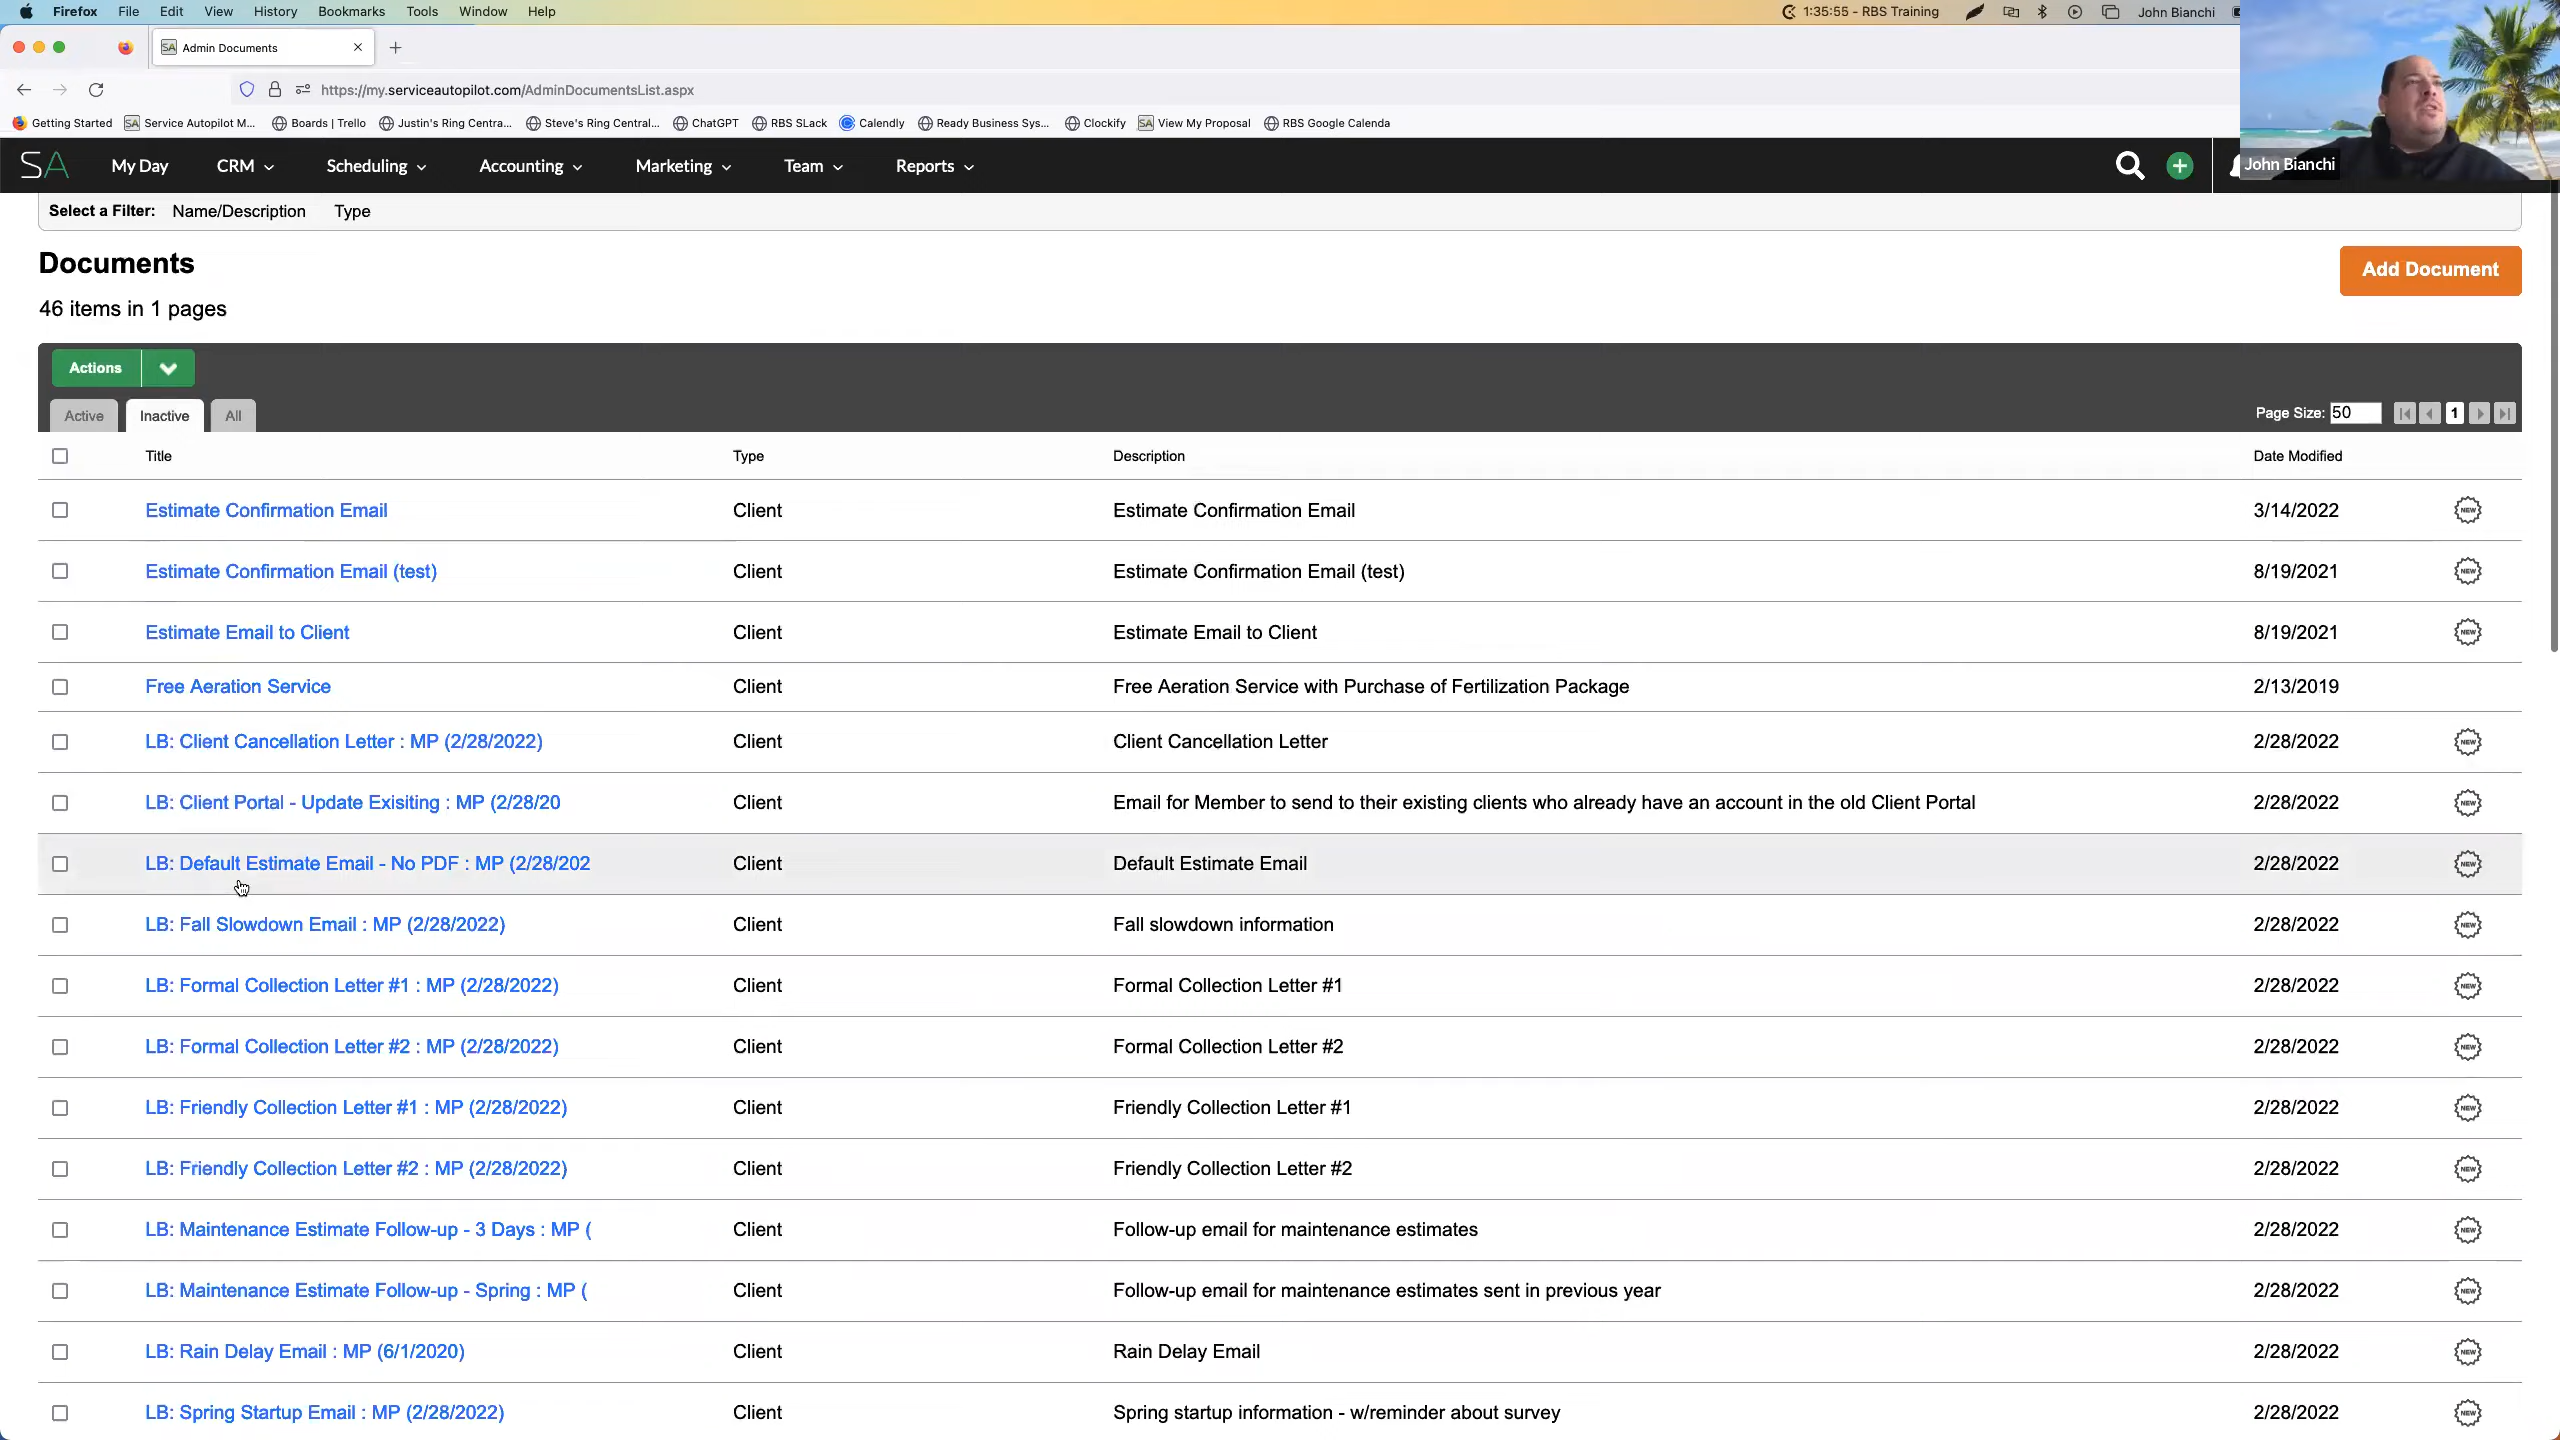 Firefox File Edit View History Bookmarks Tools Window Help
1:35:55 - RBS Training John Bianchi
SA Admin Documents
https://my.serviceautopilot.com/AdminDocumentsList.aspx
Getting Started SA Service Autopilot M... Boards | Trello Justin's Ring Centra... Steve's Ring Central... ChatGPT RBS SLack Calendly Ready Business Sys... Clockify SA View My Proposal RBS Google Calenda
SA My Day CRM Scheduling Accounting Marketing Team Reports
John Bianchi
Select a Filter: Name/Description Type
Documents
Add Document
46 items in 1 pages
Actions
Active Inactive All
Page Size: 50 1
Title Type Description Date Modified
Estimate Confirmation Email Client Estimate Confirmation Email 3/14/2022 NEW
Estimate Confirmation Email (test) Client Estimate Confirmation Email (test) 8/19/2021 NEW
Estimate Email to Client Client Estimate Email to Client 8/19/2021 NEW
Free Aeration Service Client Free Aeration Service with Purchase of Fertilization Package 2/13/2019
LB: Client Cancellation Letter : MP (2/28/2022) Client Client Cancellation Letter 2/28/2022 NEW
LB: Client Portal - Update Exisiting : MP (2/28/20 Client Email for Member to send to their existing clients who already have an account in the old Client Portal 2/28/2022 NEW
LB: Default Estimate Email - No PDF : MP (2/28/202 Client Default Estimate Email 2/28/2022 NEW
LB: Fall Slowdown Email : MP (2/28/2022) Client Fall slowdown information 2/28/2022 NEW
LB: Formal Collection Letter #1 : MP (2/28/2022) Client Formal Collection Letter #1 2/28/2022 NEW
LB: Formal Collection Letter #2 : MP (2/28/2022) Client Formal Collection Letter #2 2/28/2022 NEW
LB: Friendly Collection Letter #1 : MP (2/28/2022) Client Friendly Collection Letter #1 2/28/2022 NEW
LB: Friendly Collection Letter #2 : MP (2/28/2022) Client Friendly Collection Letter #2 2/28/2022 NEW
LB: Maintenance Estimate Follow-up - 3 Days : MP ( Client Follow-up email for maintenance estimates 2/28/2022 NEW
LB: Maintenance Estimate Follow-up - Spring : MP ( Client Follow-up email for maintenance estimates sent in previous year 2/28/2022 NEW
LB: Rain Delay Email : MP (6/1/2020) Client Rain Delay Email 2/28/2022 NEW
LB: Spring Startup Email : MP (2/28/2022) Client Spring startup information - w/reminder about survey 2/28/2022 NEW